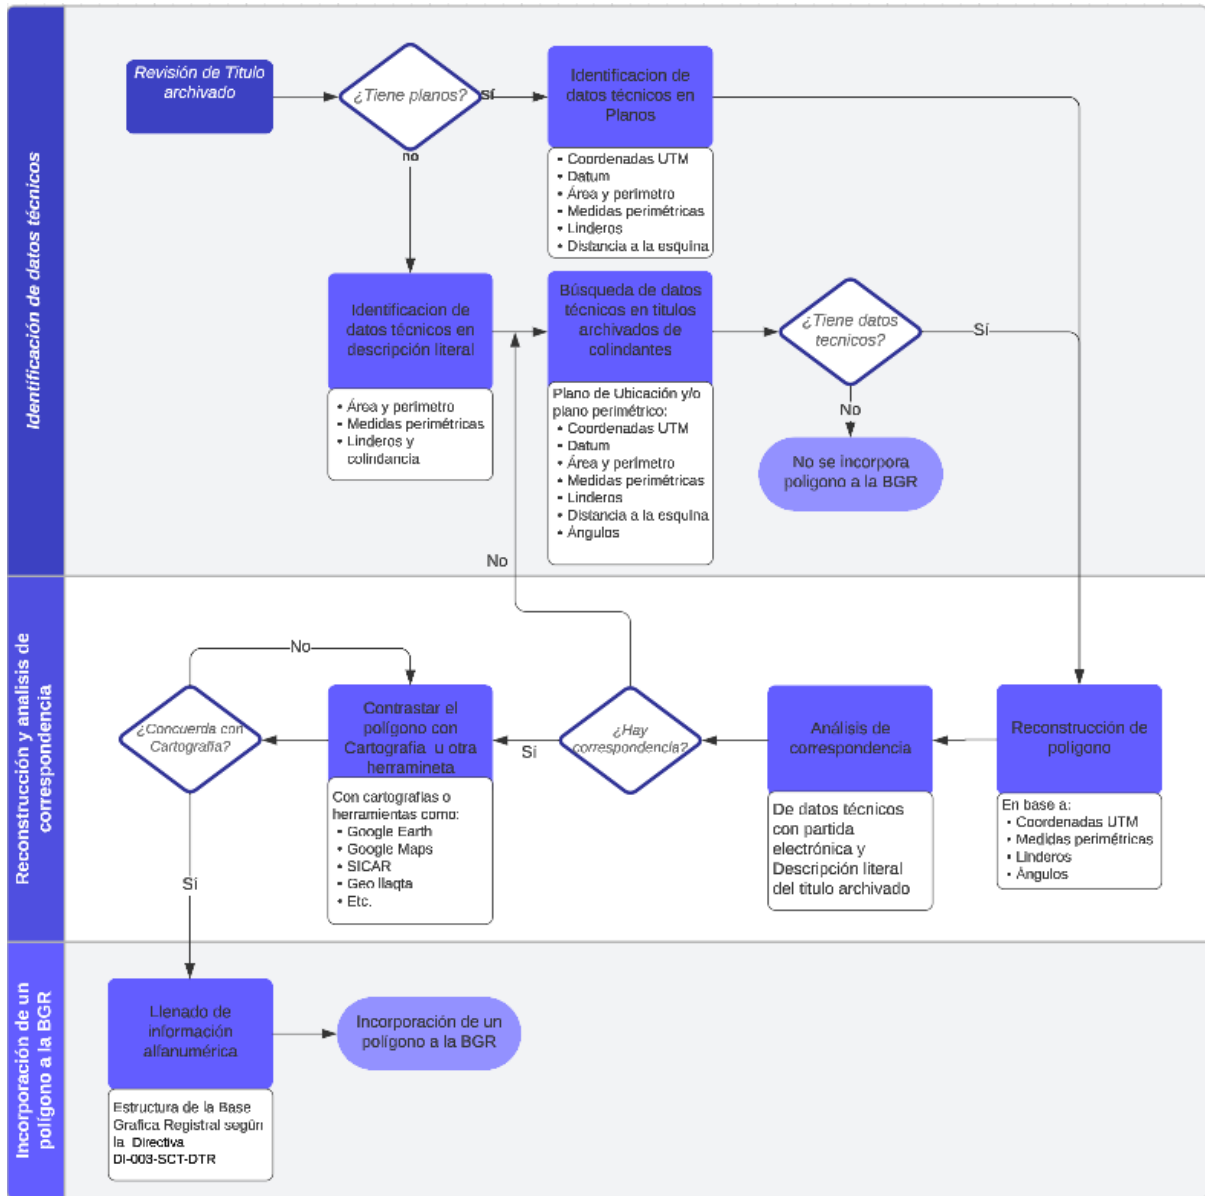 Identificación de datos técnicos
Revisión de Titulo
archivado
¿Tiene planos?
sí
no
Identificacion de
datos técnicos en
Planos
• Coordenadas UTM
• Datum
• Área y perimetro
• Medidas perimétricas
• Linderos
• Distancia a la esquina
Identificacion de
datos técnicos en
descripción literal
• Área y perimetro
• Medidas perimétricas
• Linderos y
colindancia
Búsqueda de datos
técnicos en titulos
archivados de
colindantes
Plano de Ubicación y/o
plano perimétrico:
• Coordenadas UTM
• Datum
• Área y perimetro
• Medidas perimétricas
• Linderos
• Distancia a la esquina
• Ángulos
¿Tiene datos
tecnicos?
Sí
No
No se incorpora
poligono a la BGR
No
Reconstrucción y analisis de
correspondencia
No
¿Concuerda con
Cartografia?
Contrastar el
polígono con
Cartografia u otra
herramineta
Con cartografias o
herramientas como:
• Google Earth
• Google Maps
• SICAR
• Geo llaqta
• Etc.
Sí
¿Hay
correspondencia?
Análisis de
correspondencia
De datos técnicos
con partida
electrónica y
Descripción literal
del titulo archivado
Reconstrucción de
poligono
En base a:
• Coordenadas UTM
• Medidas perimétricas
• Linderos
• Ángulos
Sí
Incorporación de un
polígono a la BGR
Llenado de
información
alfanumérica
Estructura de la Base
Grafica Registral según
la Directiva
DI-003-SCT-DTR
Incorporación de un
polígono a la BGR